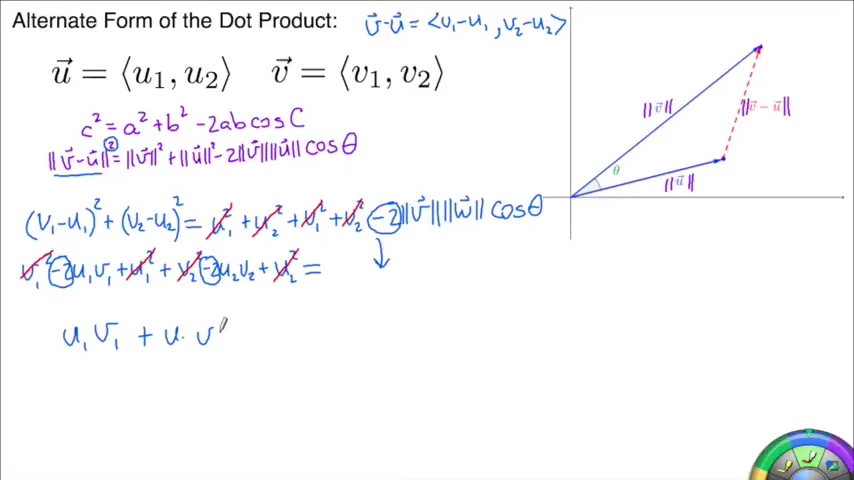 Alternate Form of the Dot Product:
v⃗-u⃗ = ⟨v₁-u₁, v₂-u₂⟩
u⃗ = ⟨u₁, u₂⟩ v⃗ = ⟨v₁, v₂⟩
c² = a² + b² - 2ab cos C
‖v⃗-u⃗‖² = ‖v⃗‖² + ‖u⃗‖² - 2‖v⃗‖‖u⃗‖ cos θ
(v₁-u₁)² + (v₂-u₂)² = u₁² + u₂² + v₁² + v₂² -2‖v⃗‖‖w⃗‖ cos θ
v₁² -2u₁v₁ + u₁² + v₂² -2u₂v₂ + u₂² =
u₁v₁ + u. v
‖v⃗‖
‖v⃗ - u⃗‖
θ
‖u⃗‖